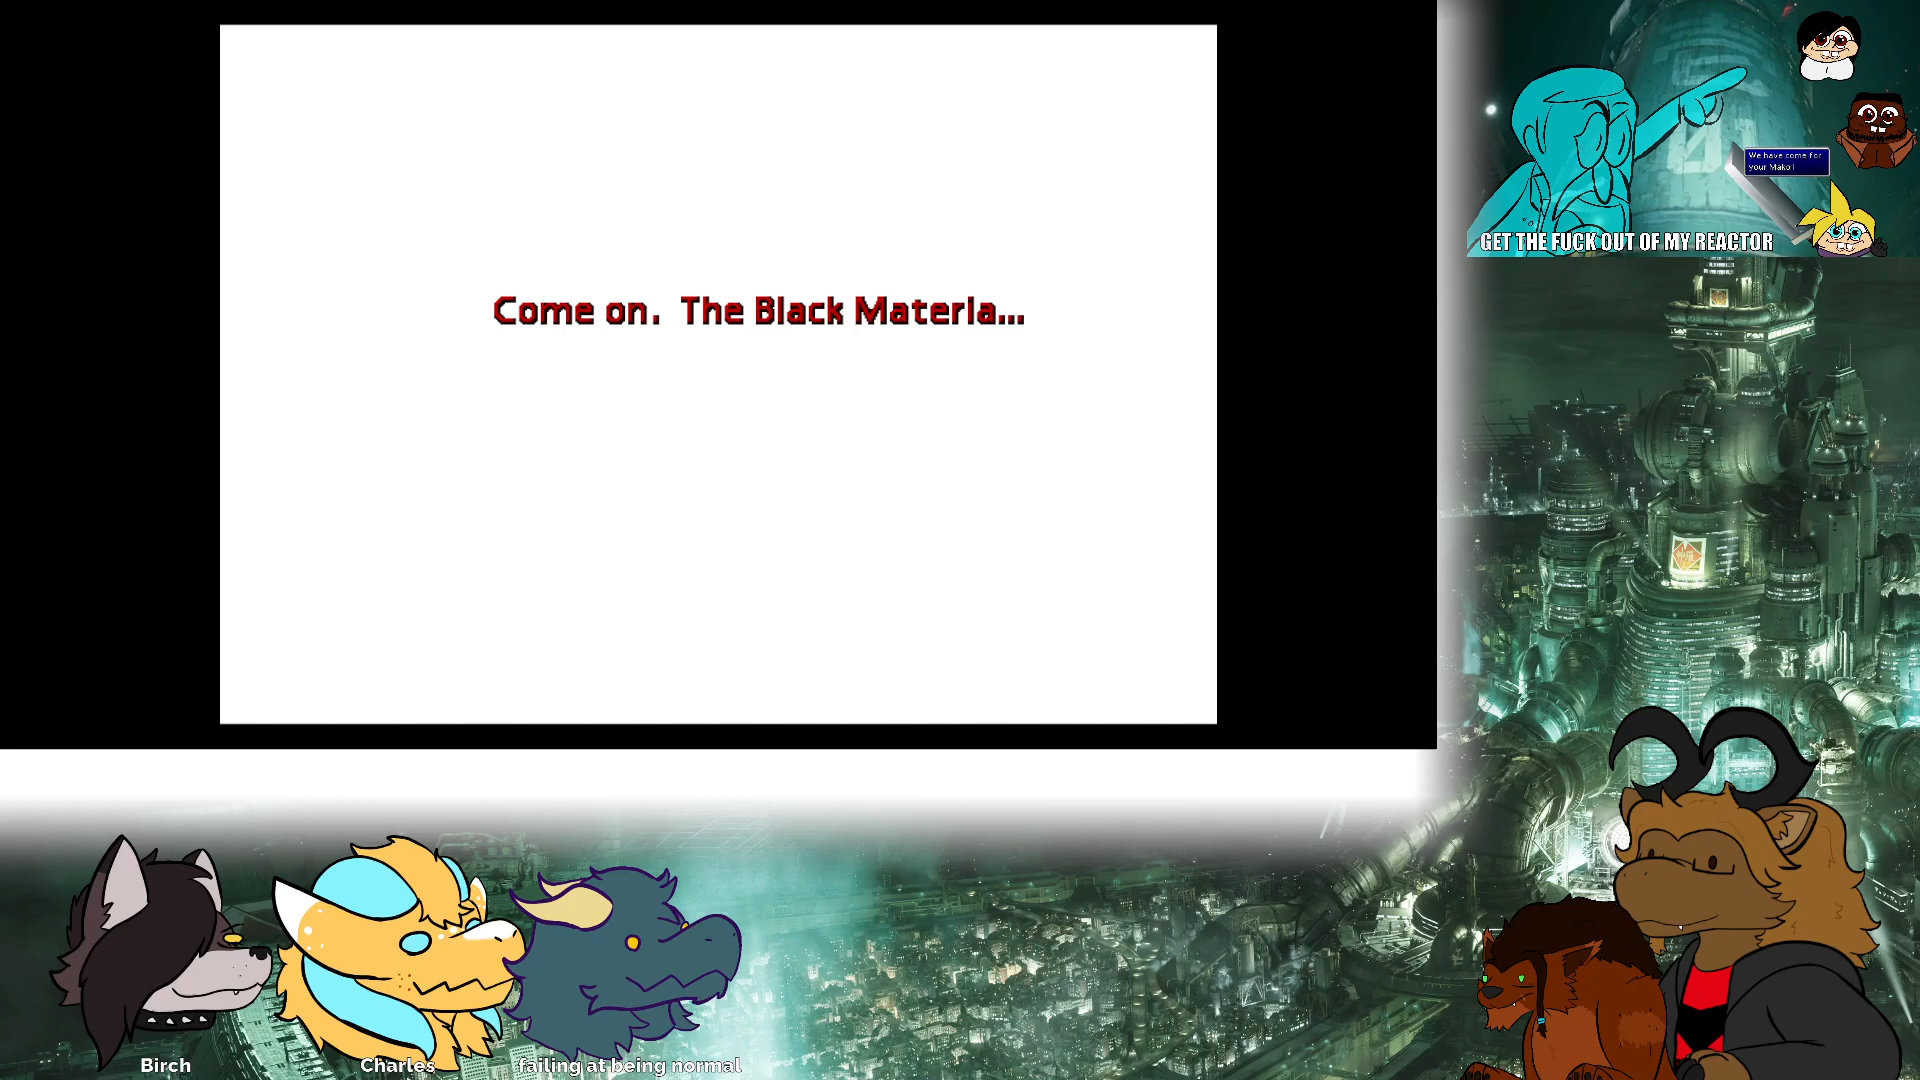 Come on.  The Black Materia...
We have come for
your Mako!
GET THE FUCK OUT OF MY REACTOR
Birch
Charles
failing at being normal